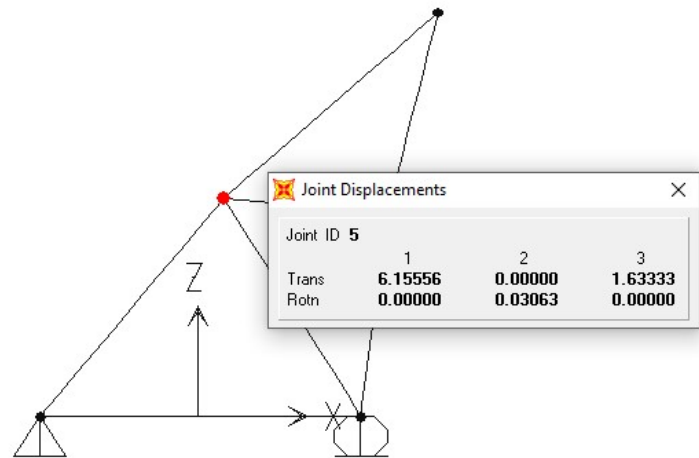 Joint Displacements
Joint ID 5
1 2 3
Trans 6.15556 0.00000 1.63333
Rotn 0.00000 0.03063 0.00000
Z
X